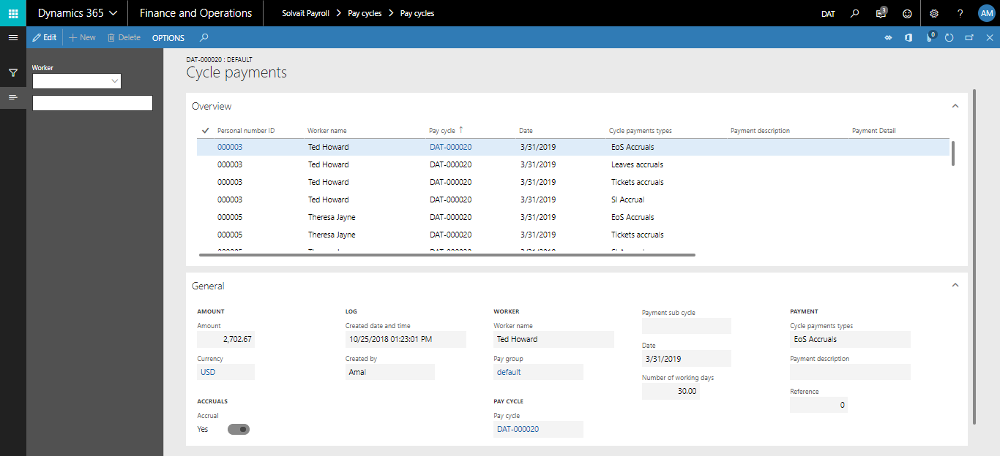 Dynamics 365 Finance and Operations Solvait Payroll Pay cycles Pay cycles DAT 3 ? AM
Edit New Delete OPTIONS 0
Worker
DAT-000020 : DEFAULT
Cycle payments
Overview
Personal number ID Worker name Pay cycle ↑ Date Cycle payments types Payment description Payment Detail
000003 Ted Howard DAT-000020 3/31/2019 EoS Accruals
000003 Ted Howard DAT-000020 3/31/2019 Leaves accruals
000003 Ted Howard DAT-000020 3/31/2019 Tickets accruals
000003 Ted Howard DAT-000020 3/31/2019 SI Accrual
000005 Theresa Jayne DAT-000020 3/31/2019 EoS Accruals
000005 Theresa Jayne DAT-000020 3/31/2019 Tickets accruals
General
AMOUNT
Amount
2,702.67
Currency
USD
ACCRUALS
Accrual
Yes
LOG
Created date and time
10/25/2018 01:23:01 PM
Created by
Amal
WORKER
Worker name
Ted Howard
Pay group
default
PAY CYCLE
Pay cycle
DAT-000020
Payment sub cycle
Date
3/31/2019
Number of working days
30.00
PAYMENT
Cycle payments types
EoS Accruals
Payment description
Reference
0